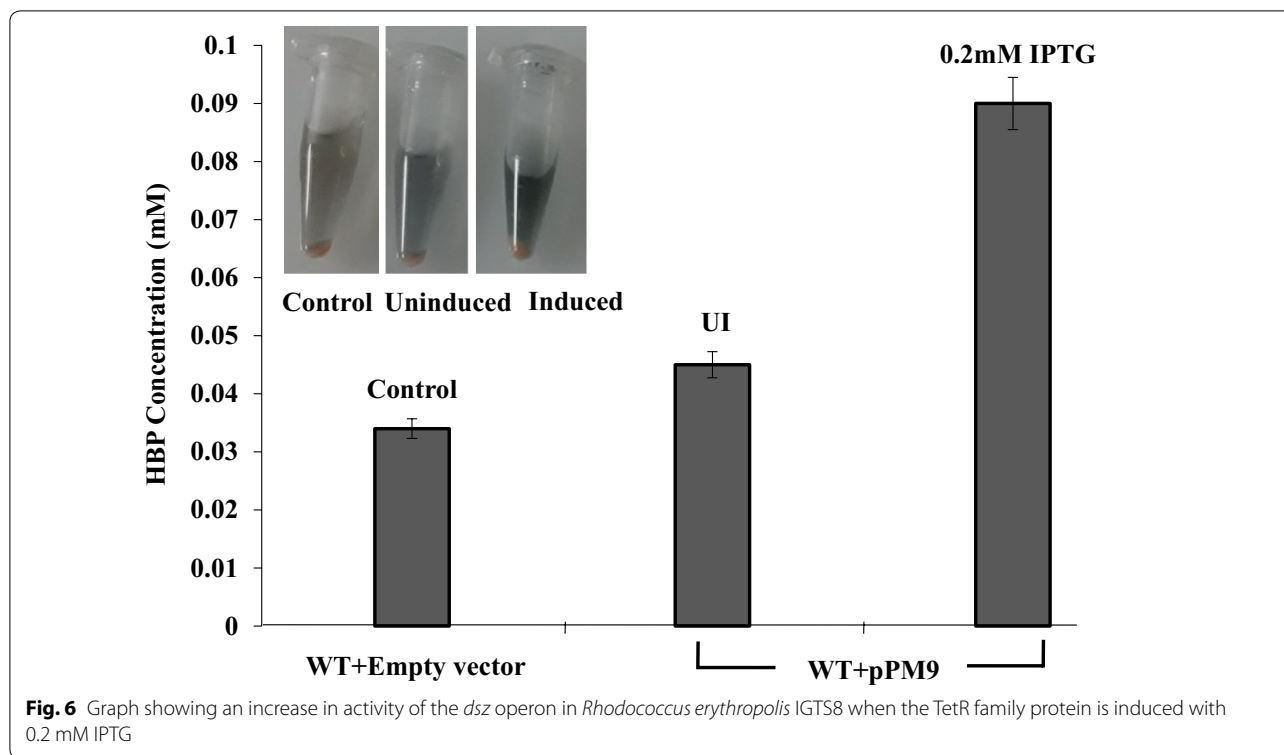 0.1
0.09
0.08
0.07
0.06
0.05
0.04
0.03
0.02
0.01
0
HBP Concentration (mM)
Control Uninduced Induced
Control
UI
0.2mM IPTG
WT+Empty vector
WT+pPM9
Fig. 6 Graph showing an increase in activity of the dsz operon in Rhodococcus erythropolis IGTS8 when the TetR family protein is induced with
0.2 mM IPTG